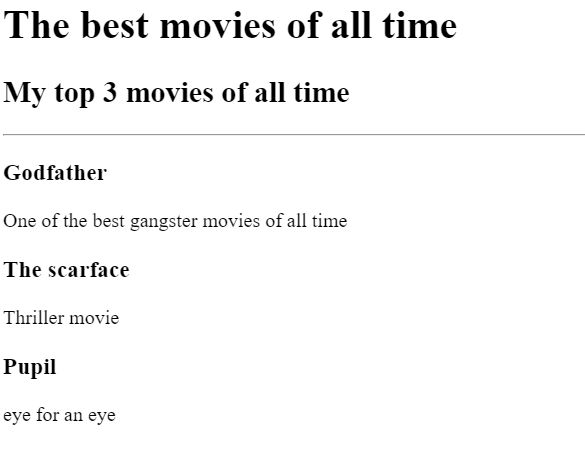 The best movies of all time
My top 3 movies of all time
Godfather
One of the best gangster movies of all time
The scarface
Thriller movie
Pupil
eye for an eye